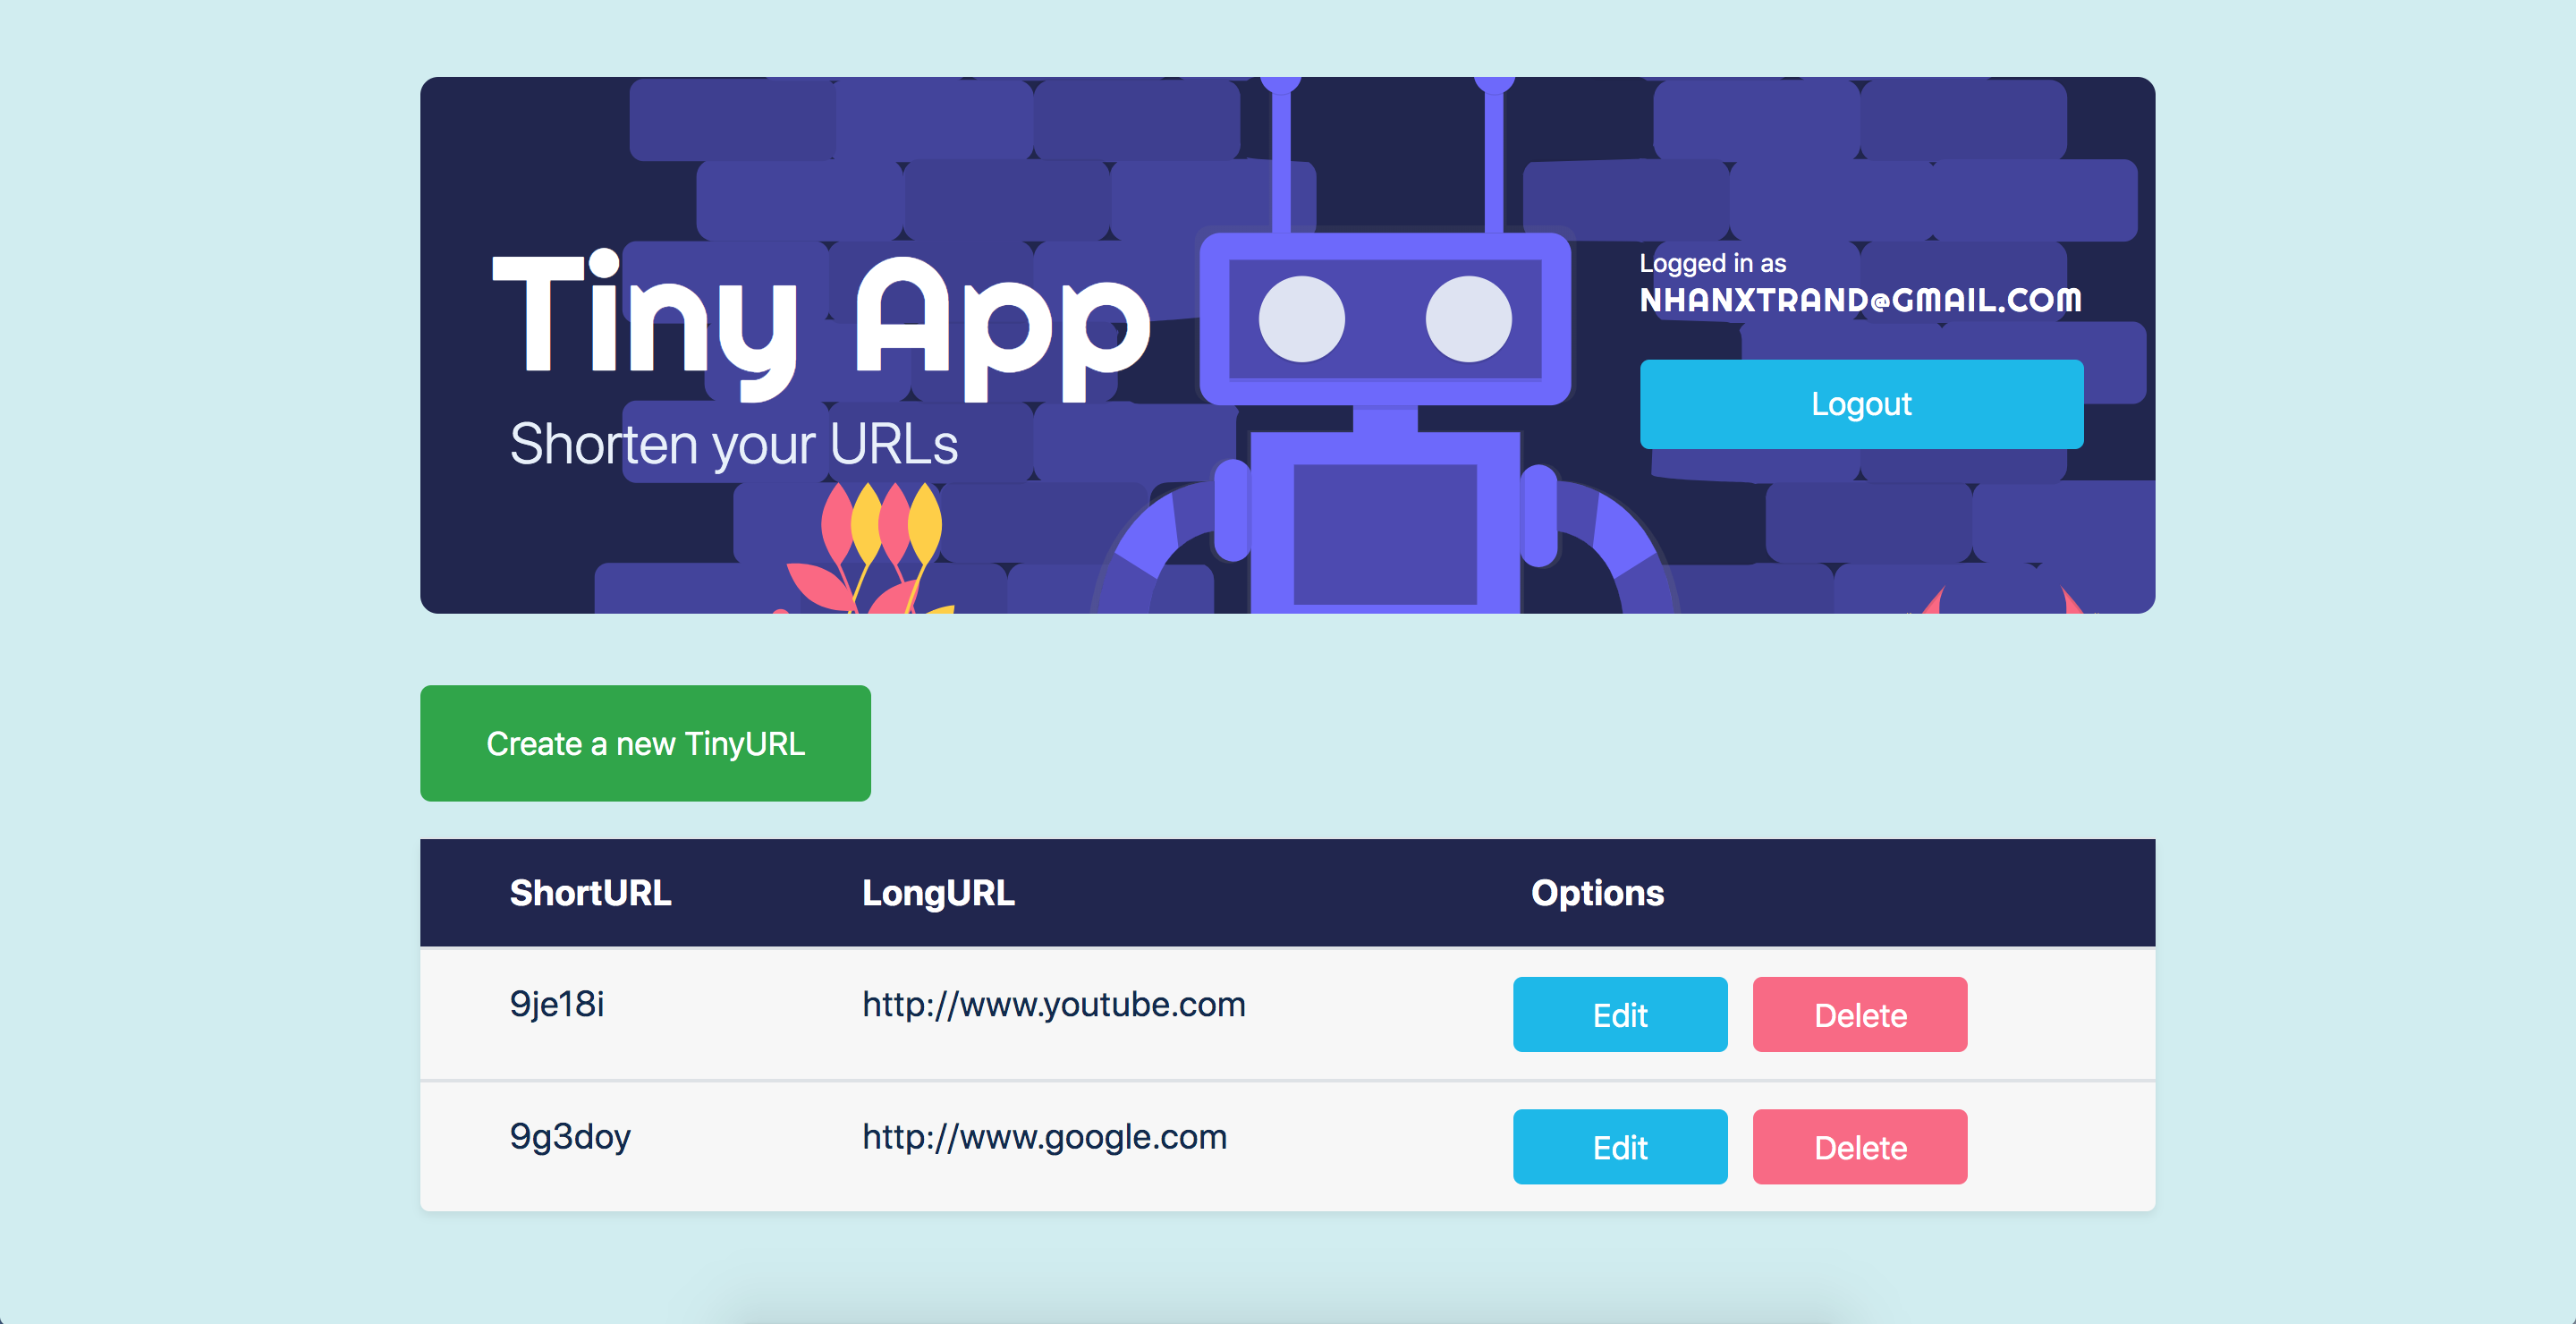 Tiny App
Shorten your URLs
Logged in as
NHANXTRAND@GMAIL.COM
Logout
Create a new TinyURL
ShortURL LongURL Options
9je18i http://www.youtube.com Edit Delete
9g3doy http://www.google.com Edit Delete